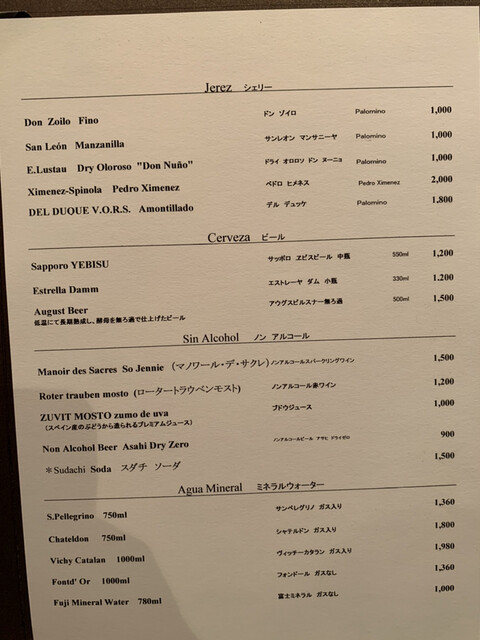 Jerez シェリー
Don Zoilo Fino ドン ゾイロ Palomino 1,000
San León Manzanilla サンレオン マンサニーヤ Palomino 1,000
E.Lustau Dry Oloroso "Don Nuño" ドライ オロロソ ドン ヌーニョ Palomino 1,000
Ximenez-Spinola Pedro Ximenez ペドロ ヒメネス Pedro Ximenez 2,000
DEL DUOUE V.O.R.S. Amontillado デル デュッケ Palomino 1,800
Cerveza ビール
Sapporo YEBISU サッポロ ヱビスビール 中瓶 550ml 1,200
Estrella Damm エストレーヤ ダム 小瓶 330ml 1.200
August Beer アウグスビルスナー無ろ過 500ml 1,500
低温にて長期熟成し、酵母を無ろ過で仕上げたビール
Sin Alcohol ノン アルコール
Manoir des Sacres So Jennie (マノワール・デ・サクレ) ノンアルコールスパークリングワイン 1,500
Roter trauben mosto (ロータートラウベンモスト) ノンアルコール赤ワイン 1,200
ZUVIT MOSTO zumo de uva ブドウジュース 1,000
(スペイン産のぶどうから造られるプレミアムジュース)
Non Alcohol Beer Asahi Dry Zero ノンアルコールビール アサヒ ドライゼロ 900
*Sudachi Soda スダチ ソーダ 1,500
Agua Mineral ミネラルウォーター
S.Pellegrino 750ml サンペレグリノ ガス入り 1,360
Chateldon 750ml シャテルドン ガス入り 1,800
Vichy Catalan 1000ml ヴィッチーカタラン ガス入り 1,980
Fontd' Or 1000ml フォンドール ガスなし 1,360
Fuji Mineral Water 780ml 富士ミネラル ガスなし 1,000